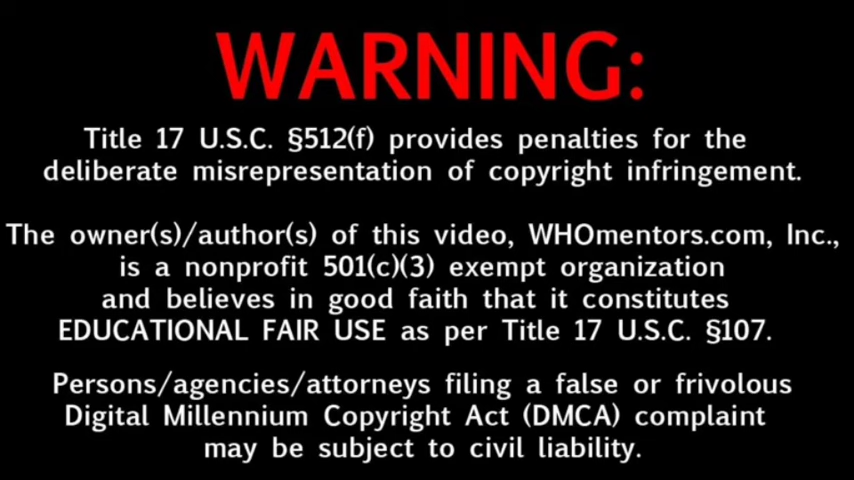 WARNING:
Title 17 U.S.C. §512(f) provides penalties for the
deliberate misrepresentation of copyright infringement.
The owner(s)/author(s) of this video, WHOmentors.com, Inc.,
is a nonprofit 501(c)(3) exempt organization
and believes in good faith that it constitutes
EDUCATIONAL FAIR USE as per Title 17 U.S.C. §107.
Persons/agencies/attorneys filing a false or frivolous
Digital Millennium Copyright Act (DMCA) complaint
may be subject to civil liability.